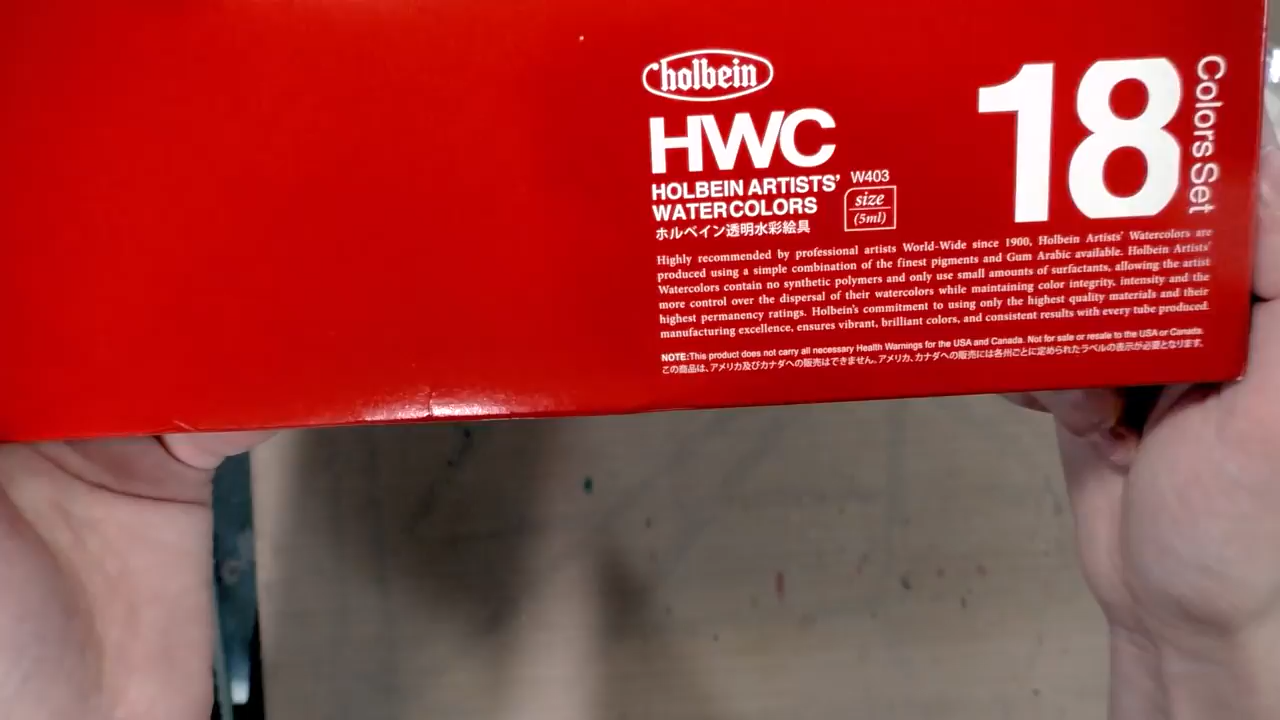 holbein
HWC
HOLBEIN ARTISTS'
WATERCOLORS
ホルベイン透明水彩絵具
W403
size
(5ml)
18
Colors Set
Highly recommended by professional artists World-Wide since 1900, Holbein Artists' Watercolors are
produced using a simple combination of the finest pigments and Gum Arabic available. Holbein Artists'
Watercolors contain no synthetic polymers and only use small amounts of surfactants, allowing the artist
more control over the dispersal of their watercolors while maintaining color integrity, intensity and the
highest permanency ratings. Holbein's commitment to using only the highest quality materials and their
manufacturing excellence, ensures vibrant, brilliant colors, and consistent results with every tube produced.
NOTE:This product does not carry all necessary Health Warnings for the USA and Canada. Not for sale or resale to the USA or Canada.
この商品は、アメリカ及びカナダへの販売はできません。アメリカ、カナダへの販売には各州ごとに定められたラベルの表示が必要となります。